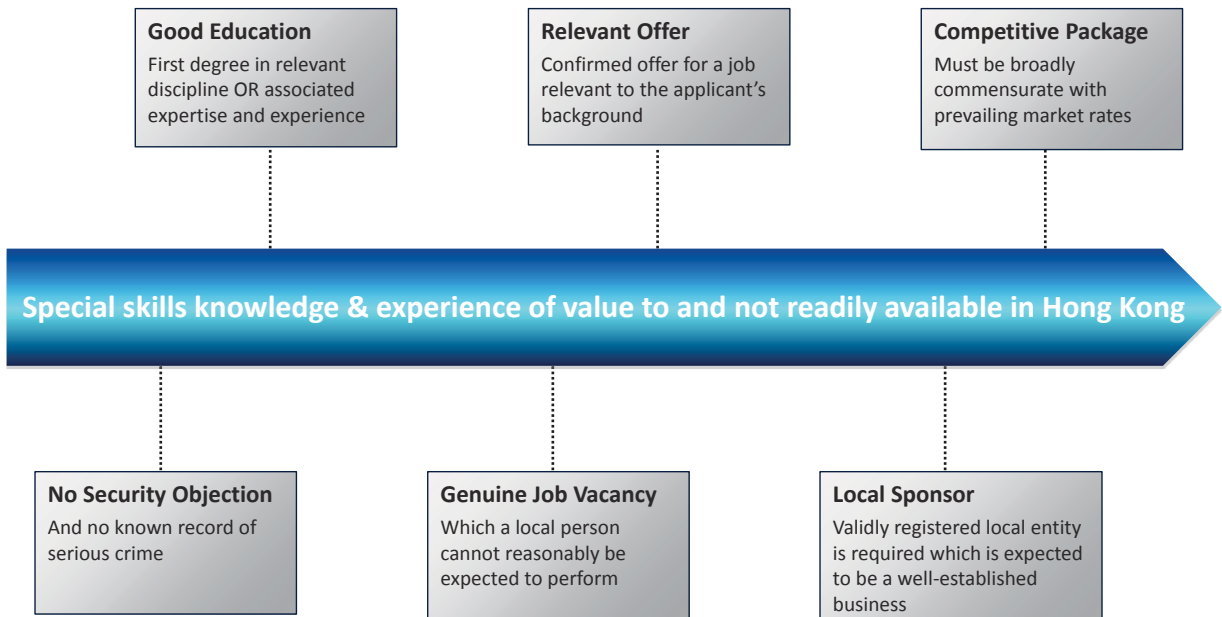 Good Education
First degree in relevant
discipline OR associated
expertise and experience
Relevant Offer
Confirmed offer for a job
relevant to the applicant's
background
Competitive Package
Must be broadly
commensurate with
prevailing market rates
Special skills knowledge & experience of value to and not readily available in Hong Kong
No Security Objection
And no known record of
serious crime
Genuine Job Vacancy
Which a local person
cannot reasonably be
expected to perform
Local Sponsor
Validly registered local entity
is required which is expected
to be a well-established
business